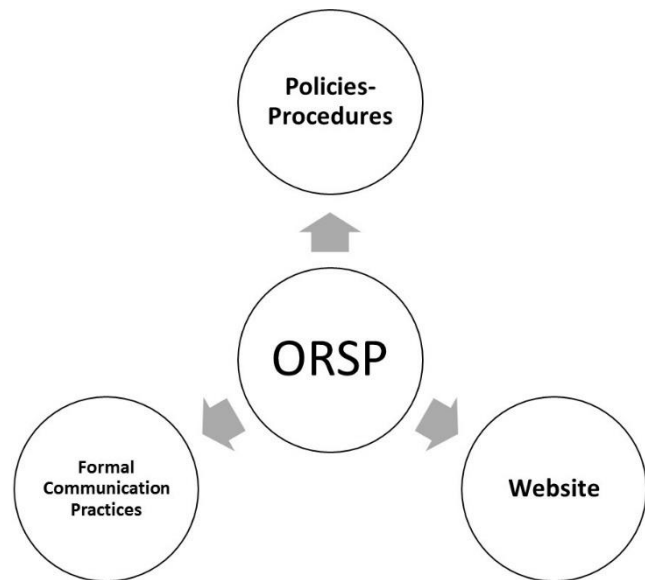 Policies-
Procedures
ORSP
Formal
Communication
Practices
Website